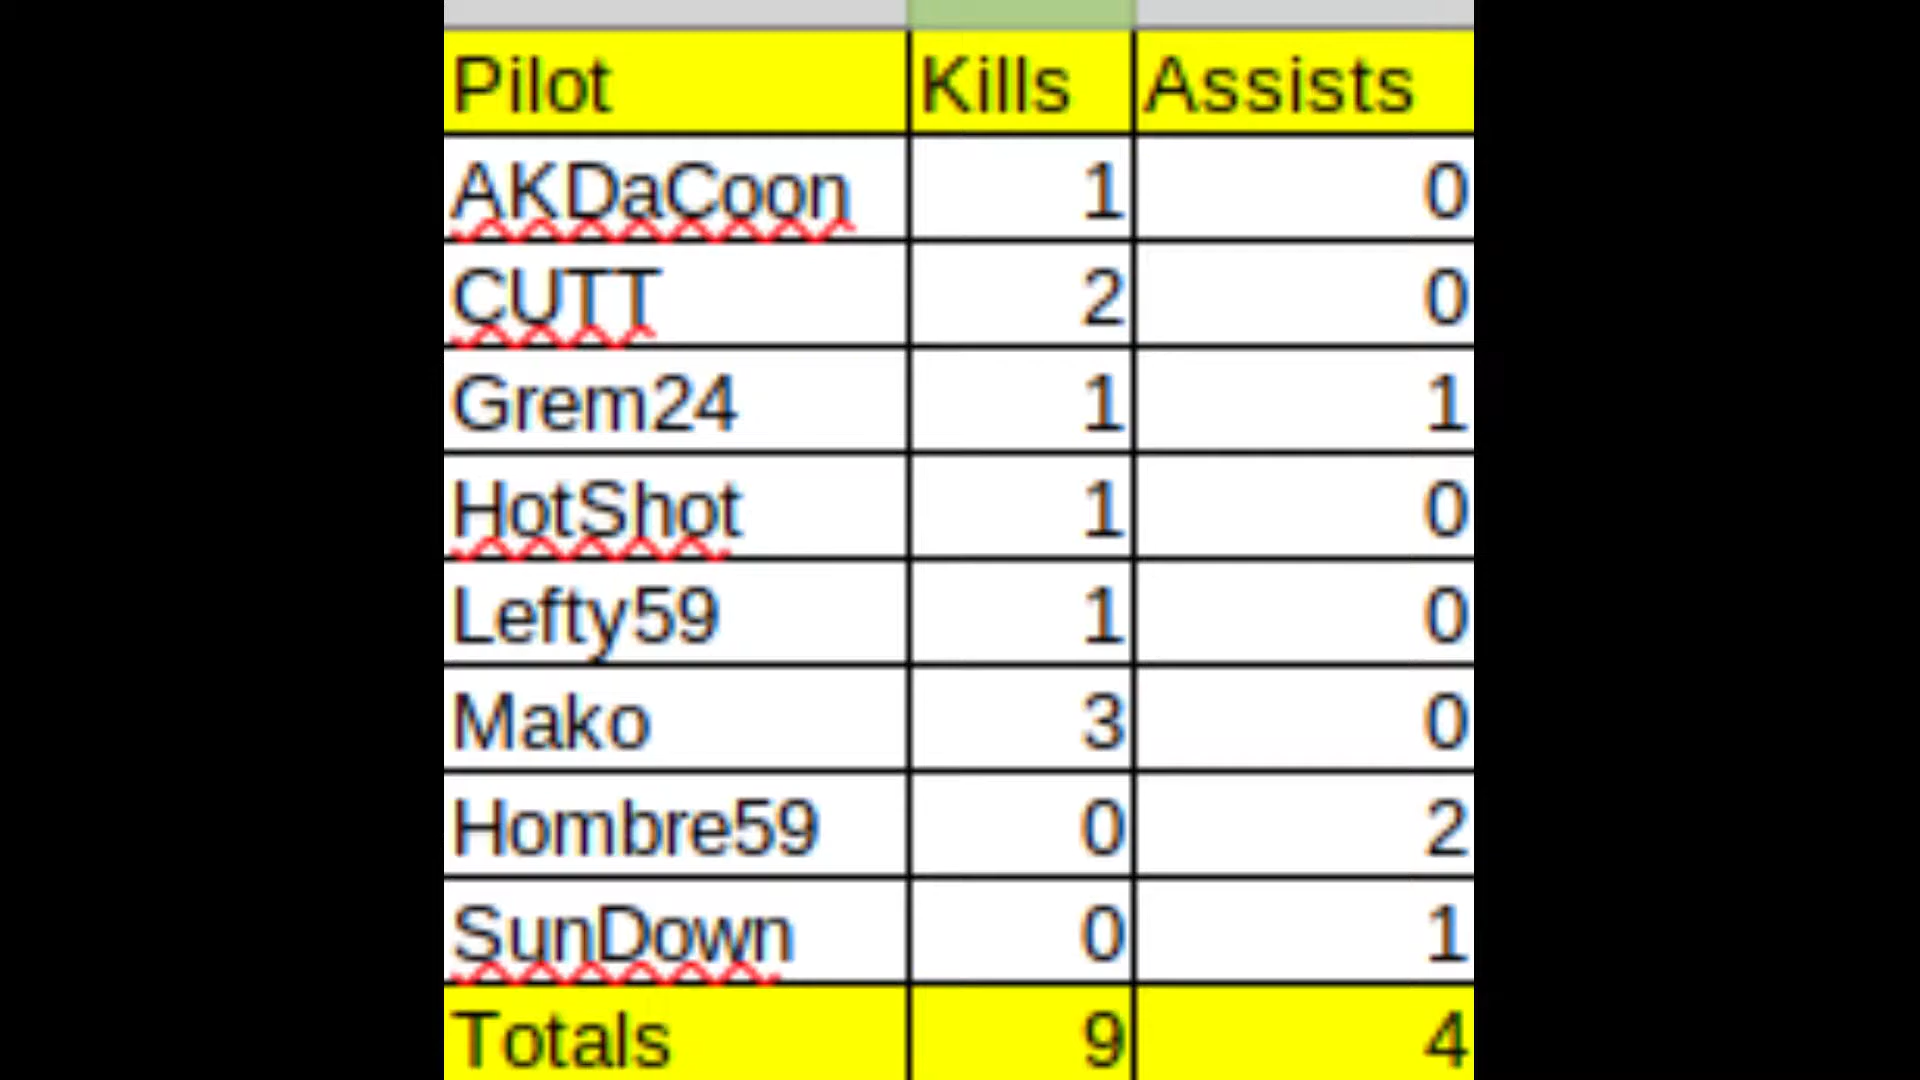 Pilot Kills Assists
AKDaCoon 1 0
CUTT 2 0
Grem24 1 1
HotShot 1 0
Lefty59 1 0
Mako 3 0
Hombre59 0 2
SunDown 0 1
Totals 9 4